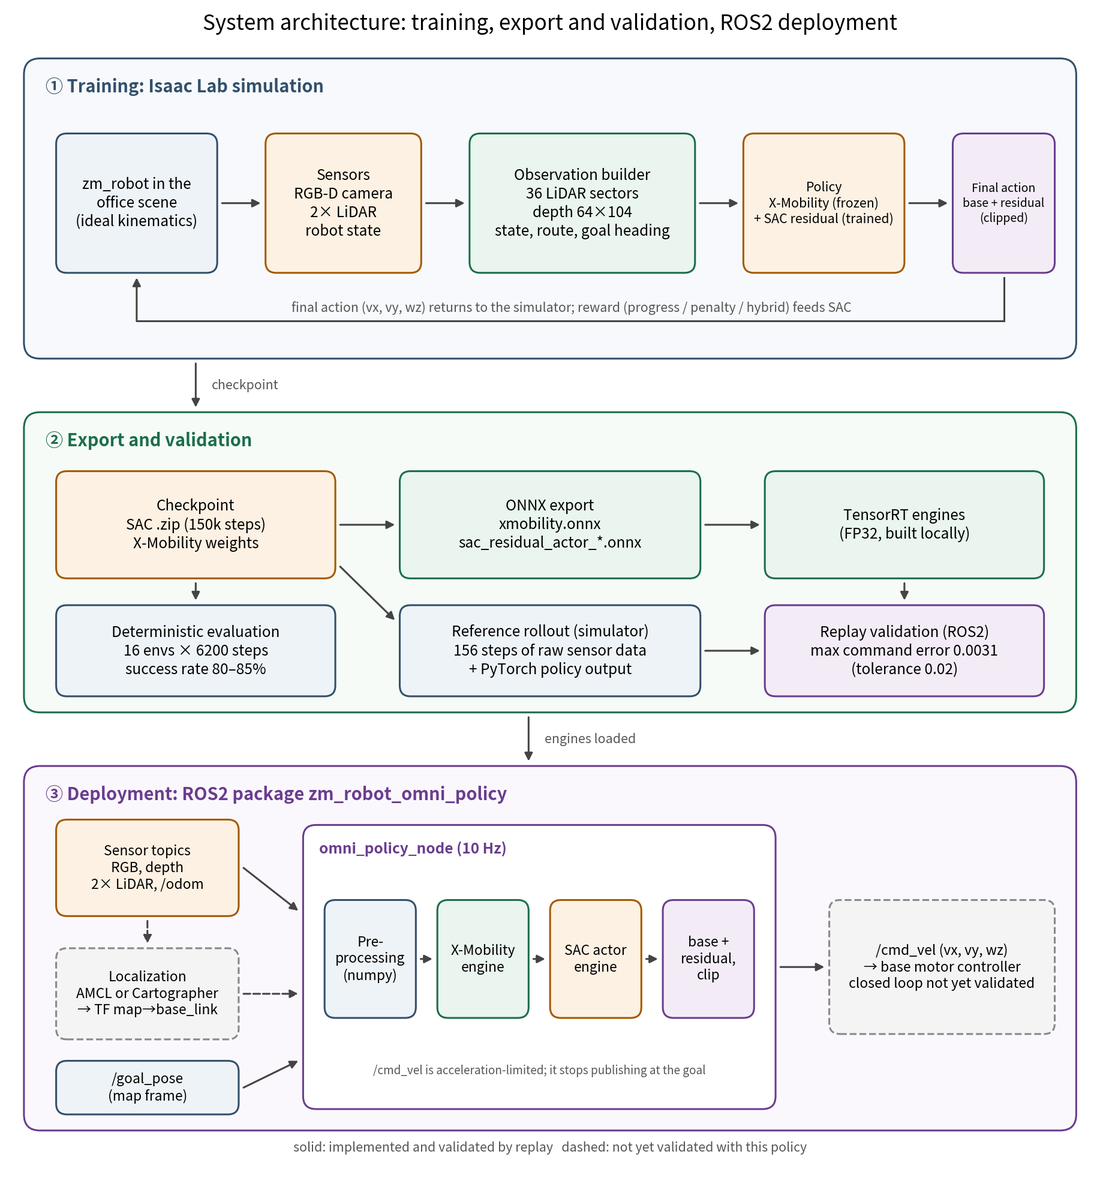 System architecture: training, export and validation, ROS2 deployment
① Training: Isaac Lab simulation
zm_robot in the
office scene
(ideal kinematics)
Sensors
RGB-D camera
2× LiDAR
robot state
Observation builder
36 LiDAR sectors
depth 64×104
state, route, goal heading
Policy
X-Mobility (frozen)
+ SAC residual (trained)
Final action
base + residual
(clipped)
final action (vx, vy, wz) returns to the simulator; reward (progress / penalty / hybrid) feeds SAC
checkpoint
② Export and validation
Checkpoint
SAC .zip (150k steps)
X-Mobility weights
ONNX export
xmobility.onnx
sac_residual_actor_*.onnx
TensorRT engines
(FP32, built locally)
Deterministic evaluation
16 envs × 6200 steps
success rate 80–85%
Reference rollout (simulator)
156 steps of raw sensor data
+ PyTorch policy output
Replay validation (ROS2)
max command error 0.0031
(tolerance 0.02)
engines loaded
③ Deployment: ROS2 package zm_robot_omni_policy
Sensor topics
RGB, depth
2× LiDAR, /odom
Localization
AMCL or Cartographer
→ TF map→base_link
/goal_pose
(map frame)
omni_policy_node (10 Hz)
Pre-
processing
(numpy)
X-Mobility
engine
SAC actor
engine
base +
residual,
clip
/cmd_vel is acceleration-limited; it stops publishing at the goal
/cmd_vel (vx, vy, wz)
→ base motor controller
closed loop not yet validated
solid: implemented and validated by replay   dashed: not yet validated with this policy